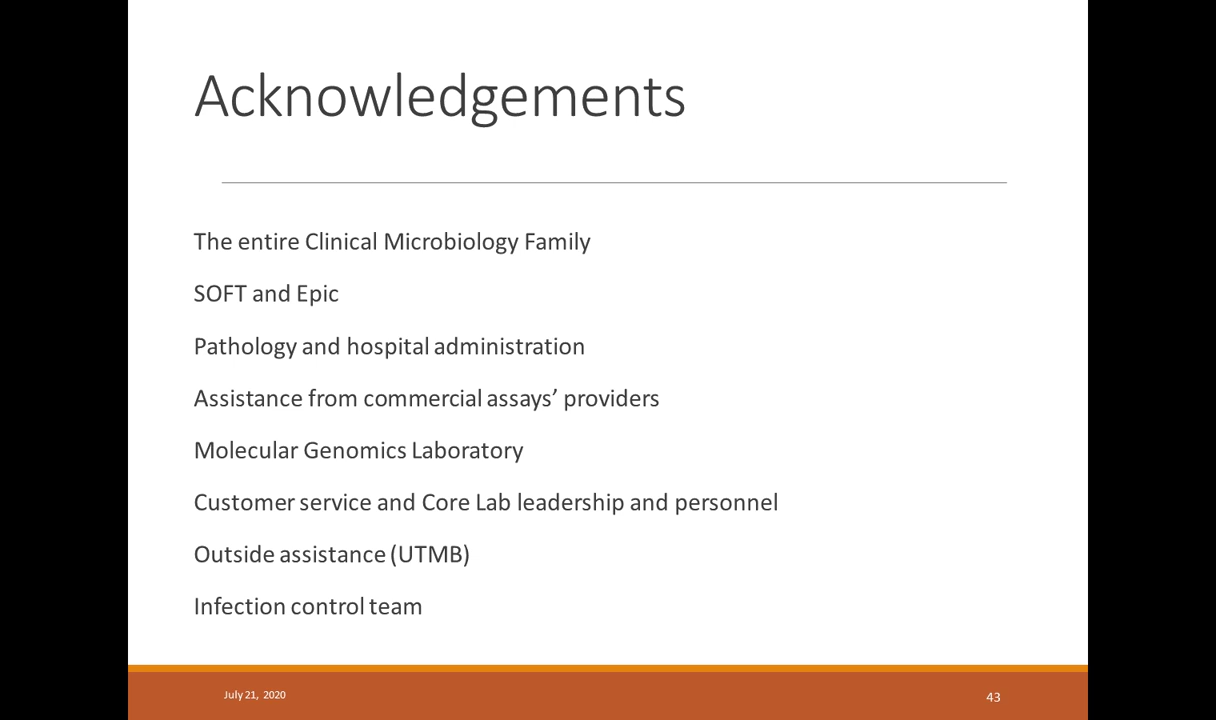 Acknowledgements
The entire Clinical Microbiology Family
SOFT and Epic
Pathology and hospital administration
Assistance from commercial assays’ providers
Molecular Genomics Laboratory
Customer service and Core Lab leadership and personnel
Outside assistance (UTMB)
Infection control team
July 21, 2020
43